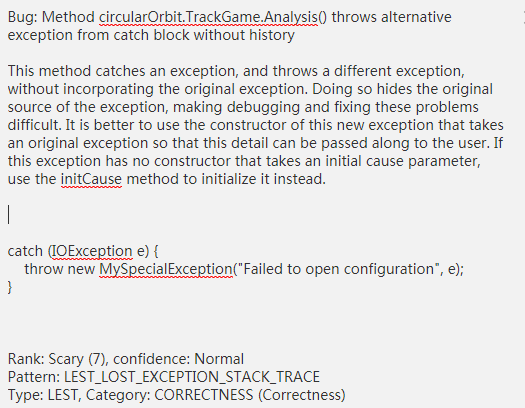 Bug: Method circularOrbit.TrackGame.Analysis() throws alternative
exception from catch block without history
This method catches an exception, and throws a different exception,
without incorporating the original exception. Doing so hides the original
source of the exception, making debugging and fixing these problems
difficult. It is better to use the constructor of this new exception that takes
an original exception so that this detail can be passed along to the user. If
this exception has no constructor that takes an initial cause parameter,
use the initCause method to initialize it instead.
catch (IOException e) {
    throw new MySpecialException("Failed to open configuration", e);
}
Rank: Scary (7), confidence: Normal
Pattern: LEST_LOST_EXCEPTION_STACK_TRACE
Type: LEST, Category: CORRECTNESS (Correctness)